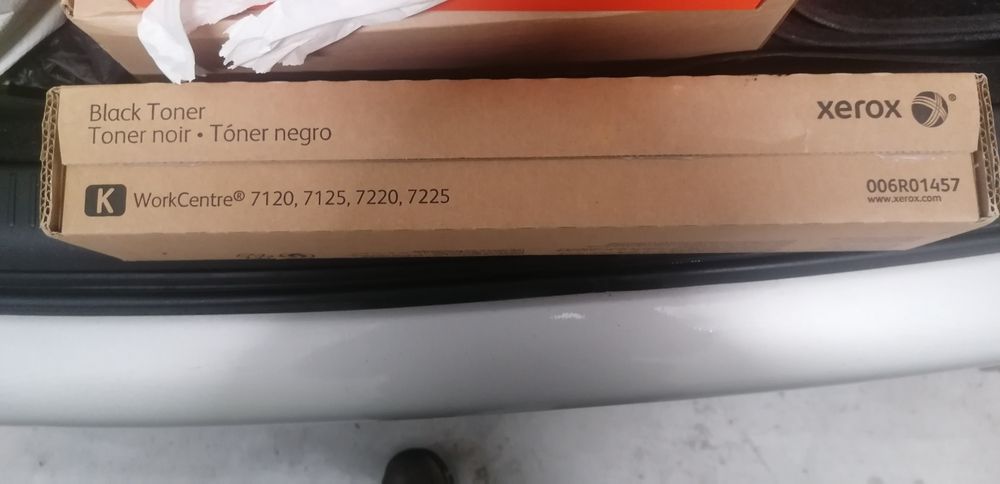 Black Toner
Toner noir • Tóner negro
xerox ®
K WorkCentre® 7120, 7125, 7220, 7225
006R01457
www.xerox.com